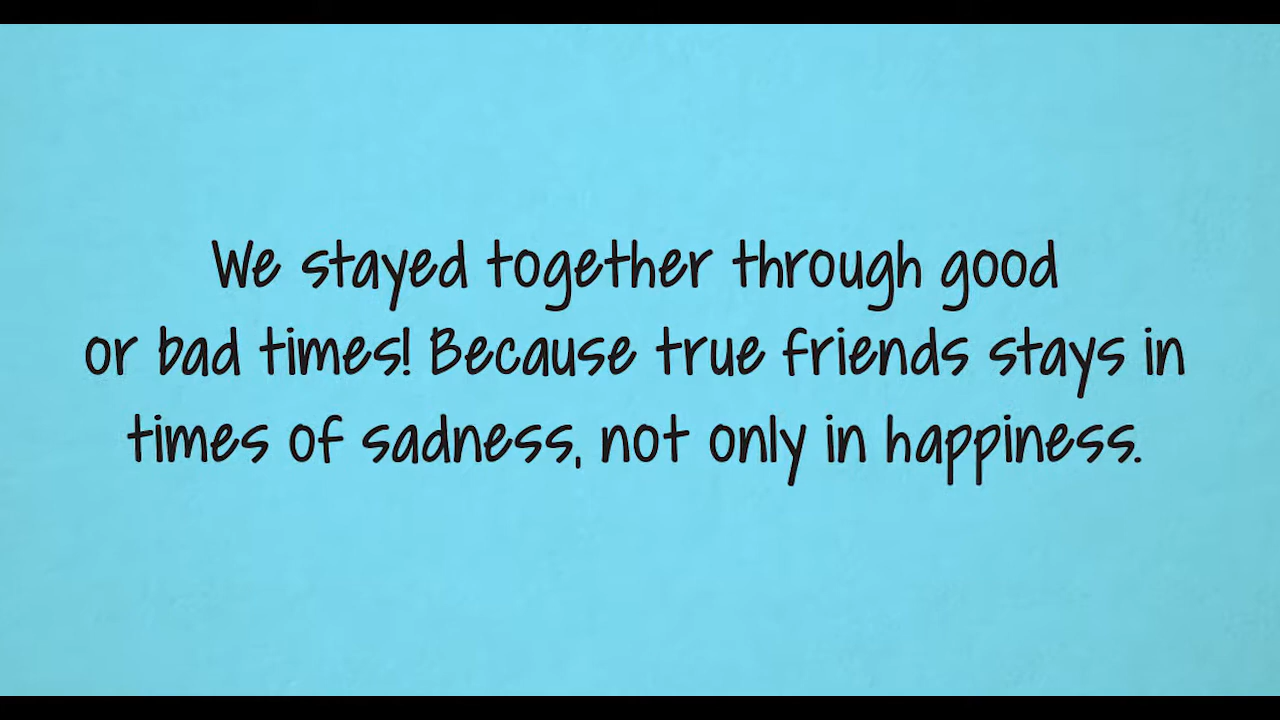 We stayed together through good
or bad times! Because true friends stays in
times of sadness, not only in happiness.